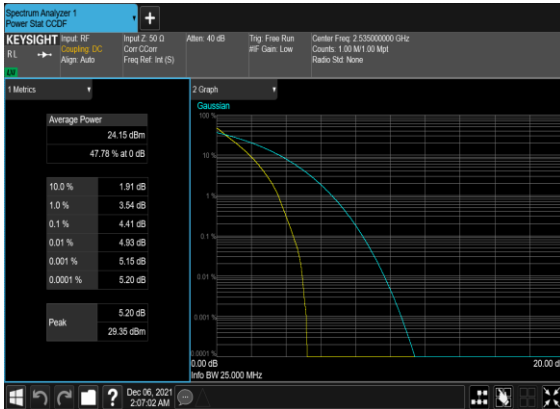 Spectrum Analyzer 1
Power Stat CCDF
KEYSIGHT
RL
LXI
Input: RF
Coupling: DC
Align: Auto
Input Z: 50 Ω
Corr CCorr
Freq Ref: Int (S)
Atten: 40 dB
Trig: Free Run
#IF Gain: Low
Center Freq: 2.535000000 GHz
Counts: 1.00 M/1.00 Mpt
Radio Std: None
1 Metrics
Average Power
24.15 dBm
47.78 % at 0 dB
10.0 % 1.91 dB
1.0 % 3.54 dB
0.1 % 4.41 dB
0.01 % 4.93 dB
0.001 % 5.15 dB
0.0001 % 5.20 dB
Peak
5.20 dB
29.35 dBm
2 Graph
Gaussian
100 %
10 %
1 %
0.1 %
0.01 %
0.001 %
0.0001 %
0.00 dB
20.00 d
Info BW 25.000 MHz
Dec 06, 2021
2:07:02 AM